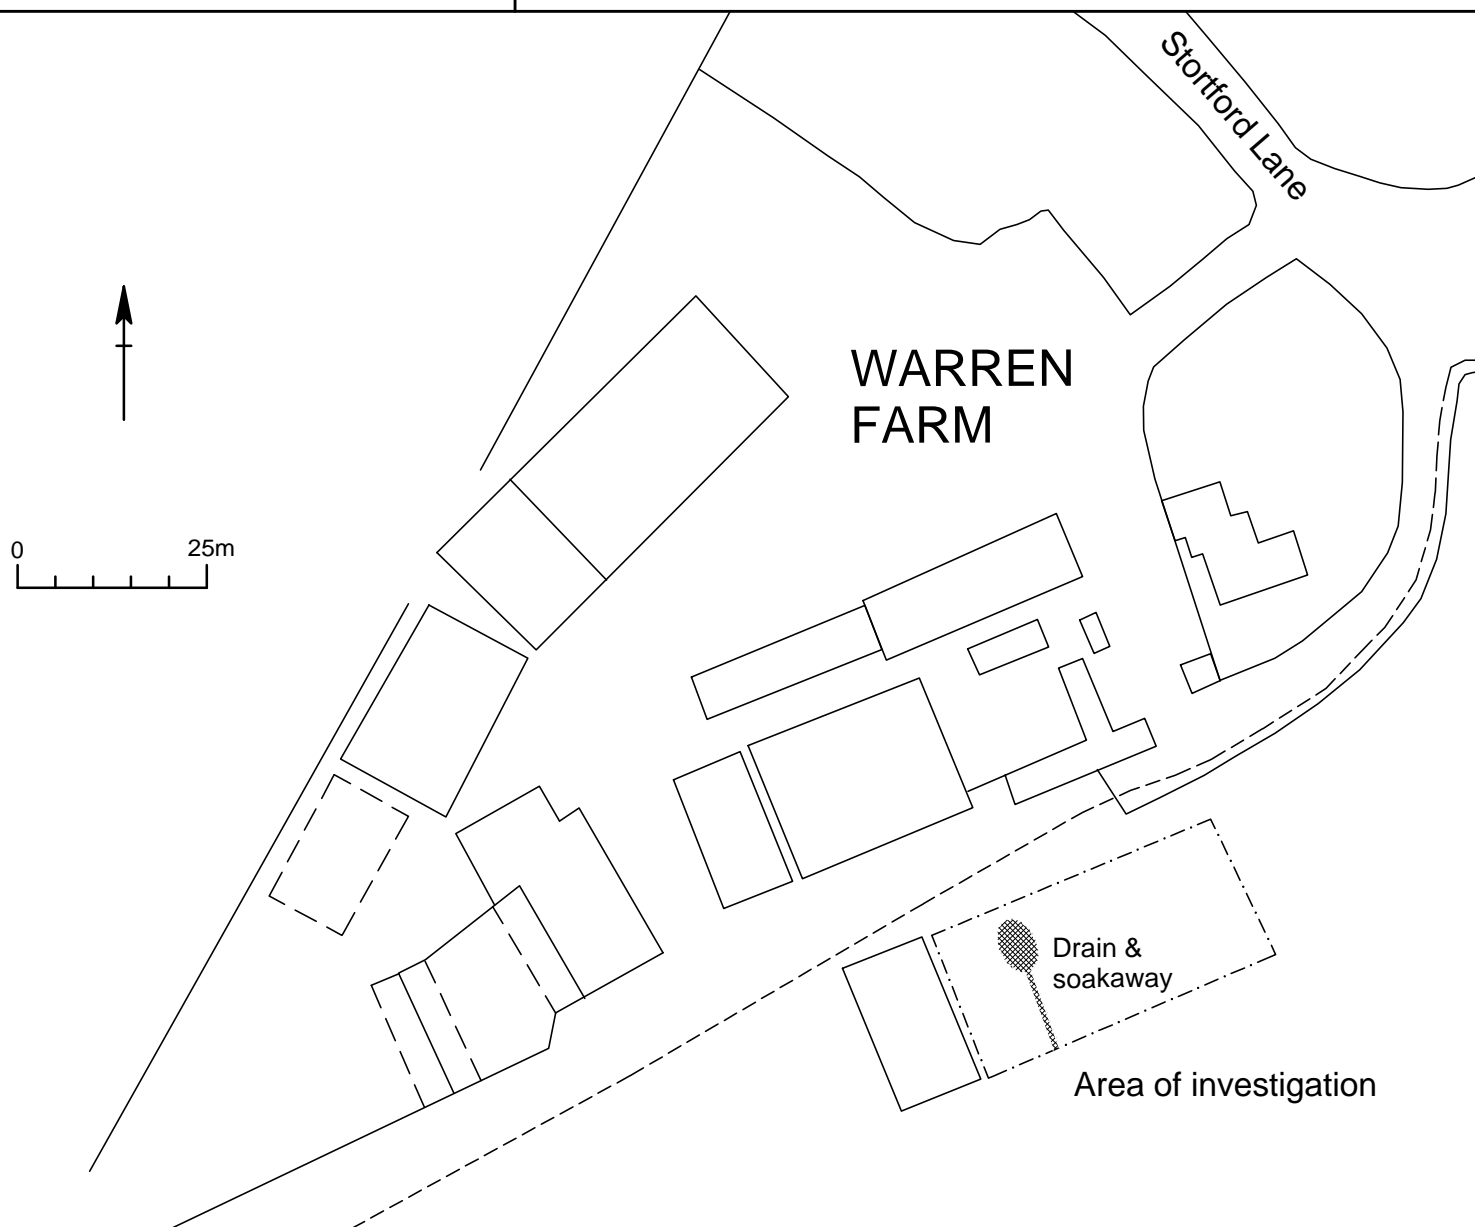 Stortford Lane
WARREN
FARM
0 25m
Drain &
soakaway
Area of investigation